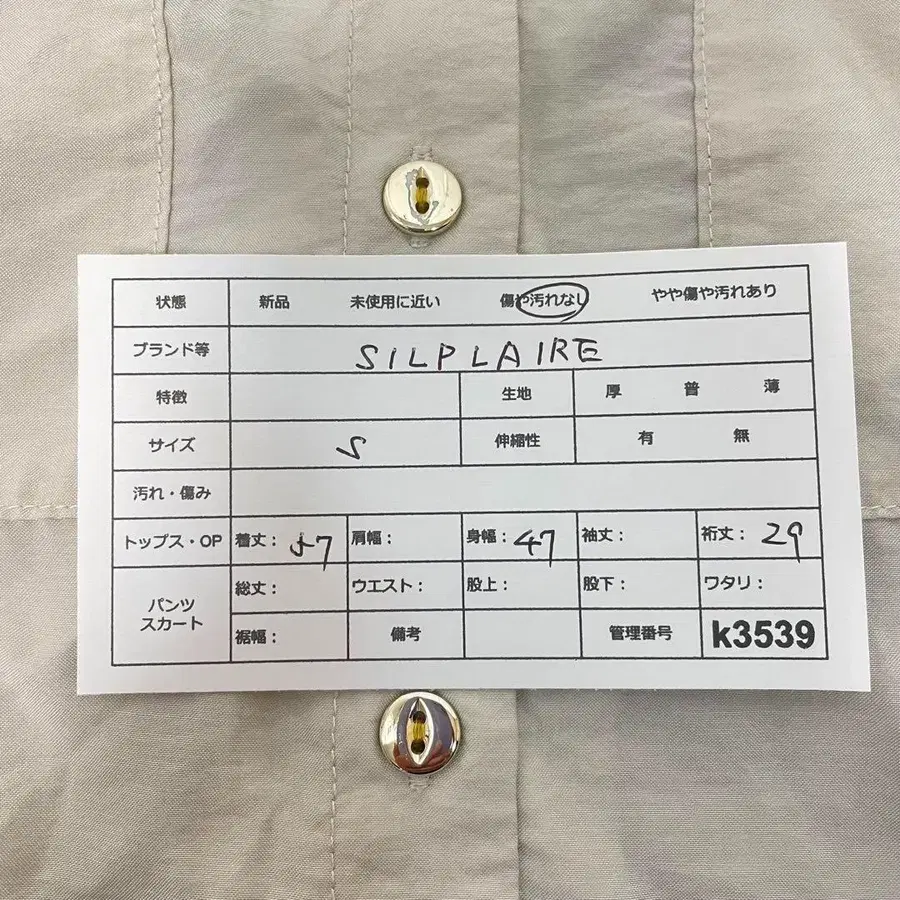 状態 新品 未使用に近い 傷や汚れなし やや傷や汚れあり
ブランド等 SILPLAIRE
特徴 生地 厚 普 薄
サイズ S 伸縮性 有 無
汚れ・傷み
トップス・OP 着丈: 57 肩幅: 身幅: 47 袖丈: 裄丈: 29
パンツ スカート 総丈: ウエスト: 股上: 股下: ワタリ:
裾幅: 備考 管理番号 k3539